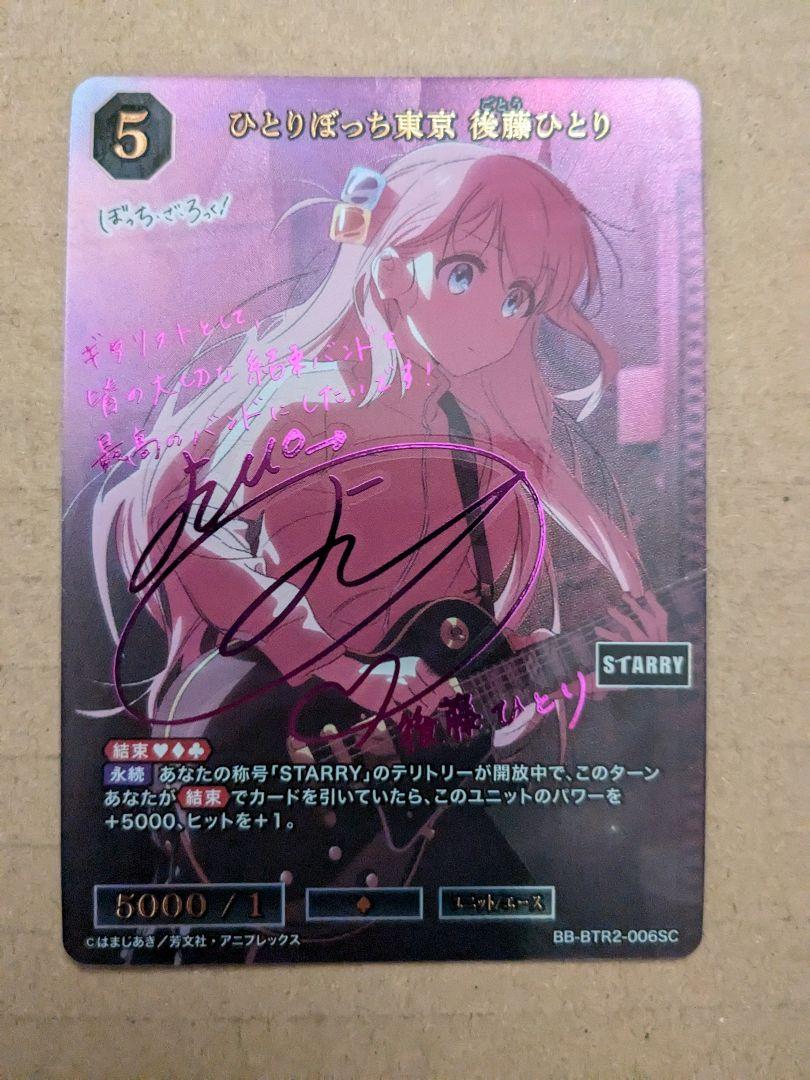 5
ひとりぼっち東京 後藤ひとり
ごとう
ぼっち・ざ・ろっく!
ギタリストとして、
皆の大切な結束バンドを
最高のバンドにしたいです!
後藤ひとり
STARRY
結束♥♦♣
永続 あなたの称号「STARRY」のテリトリーが開放中で、このターン
あなたが 結束 でカードを引いていたら、このユニットのパワーを
+5000、ヒットを+1。
5000 / 1
♠
ユニット/エース
©はまじあき/芳文社・アニプレックス
BB-BTR2-006SC